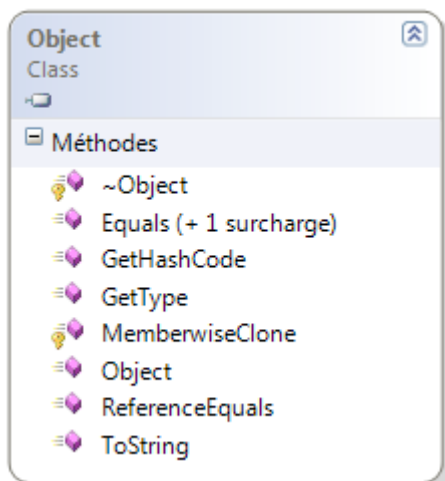 Object
Class
Méthodes
~Object
Equals (+ 1 surcharge)
GetHashCode
GetType
MemberwiseClone
Object
ReferenceEquals
ToString